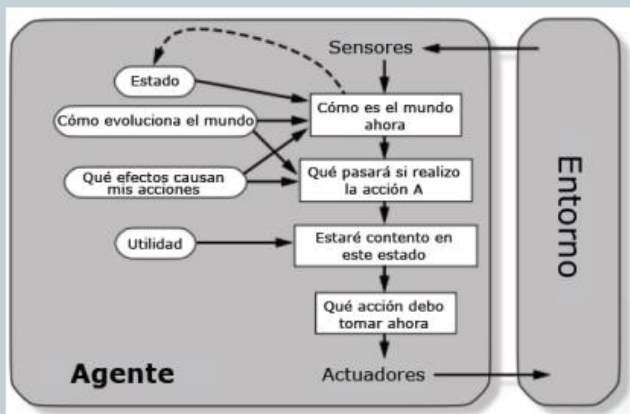 Sensores
Estado
Cómo es el mundo
ahora
Cómo evoluciona el mundo
Qué efectos causan
mis acciones
Qué pasará si realizo
la acción A
Utilidad
Estaré contento en
este estado
Qué acción debo
tomar ahora
Agente
Actuadores
Entorno